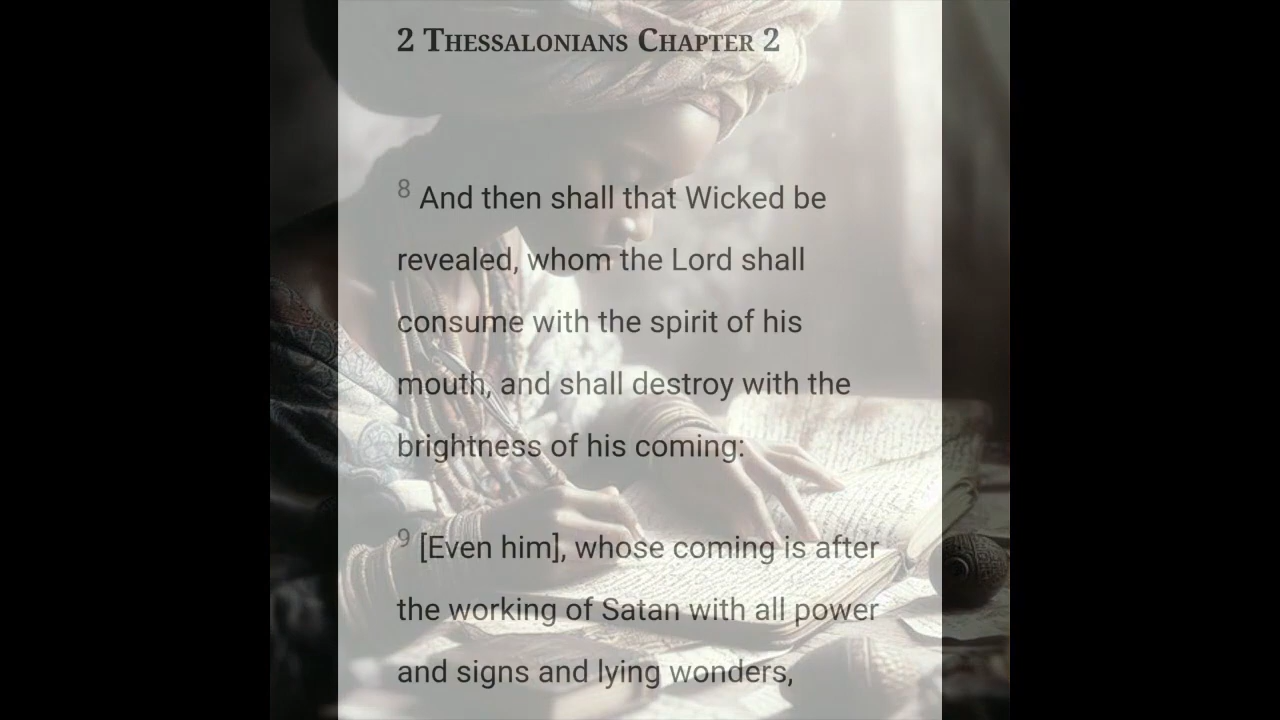 2 Thessalonians Chapter 2
8 And then shall that Wicked be
revealed, whom the Lord shall
consume with the spirit of his
mouth, and shall destroy with the
brightness of his coming:
9 [Even him], whose coming is after
the working of Satan with all power
and signs and lying wonders,